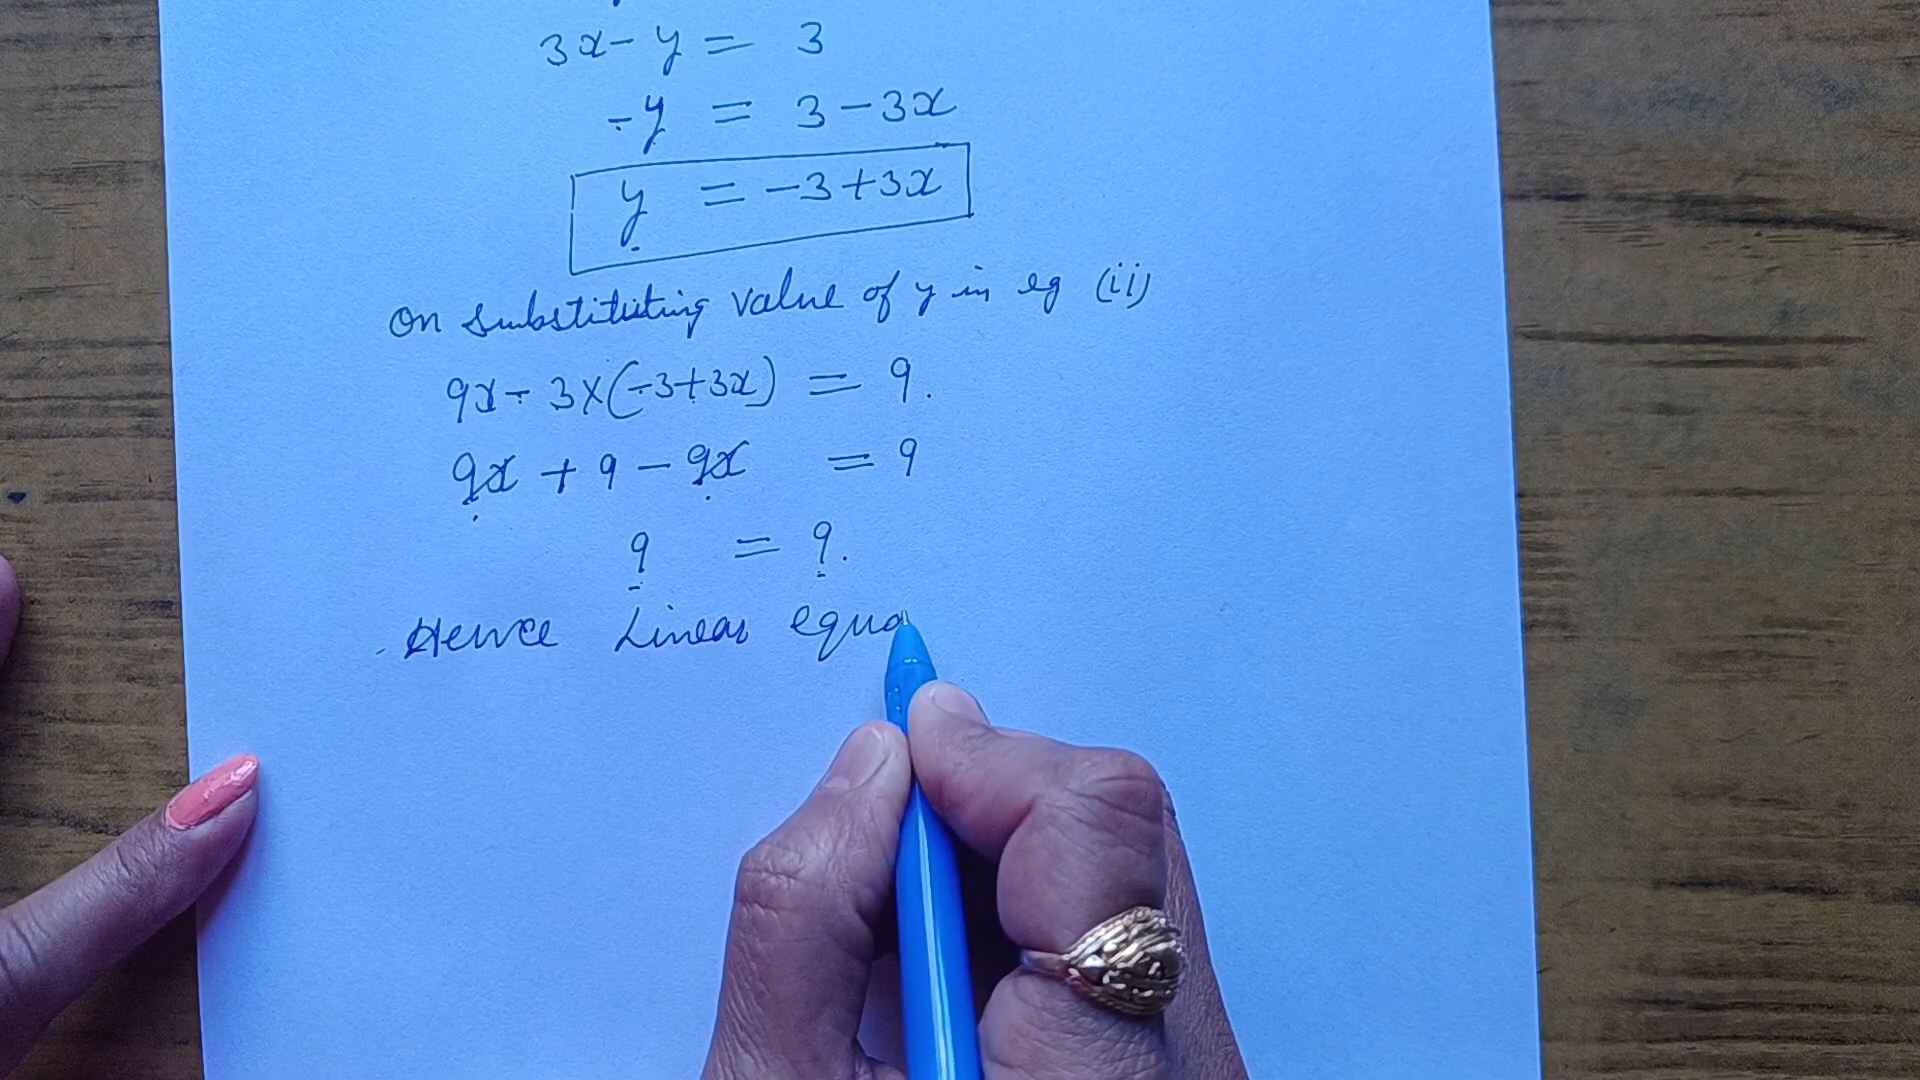 3x - y = 3
-y = 3 - 3x
y = -3 + 3x
On substituting value of y in eq (ii)
9x - 3×(-3+3x) = 9.
9x + 9 - 9x = 9
9 = 9.
Hence Linear equa